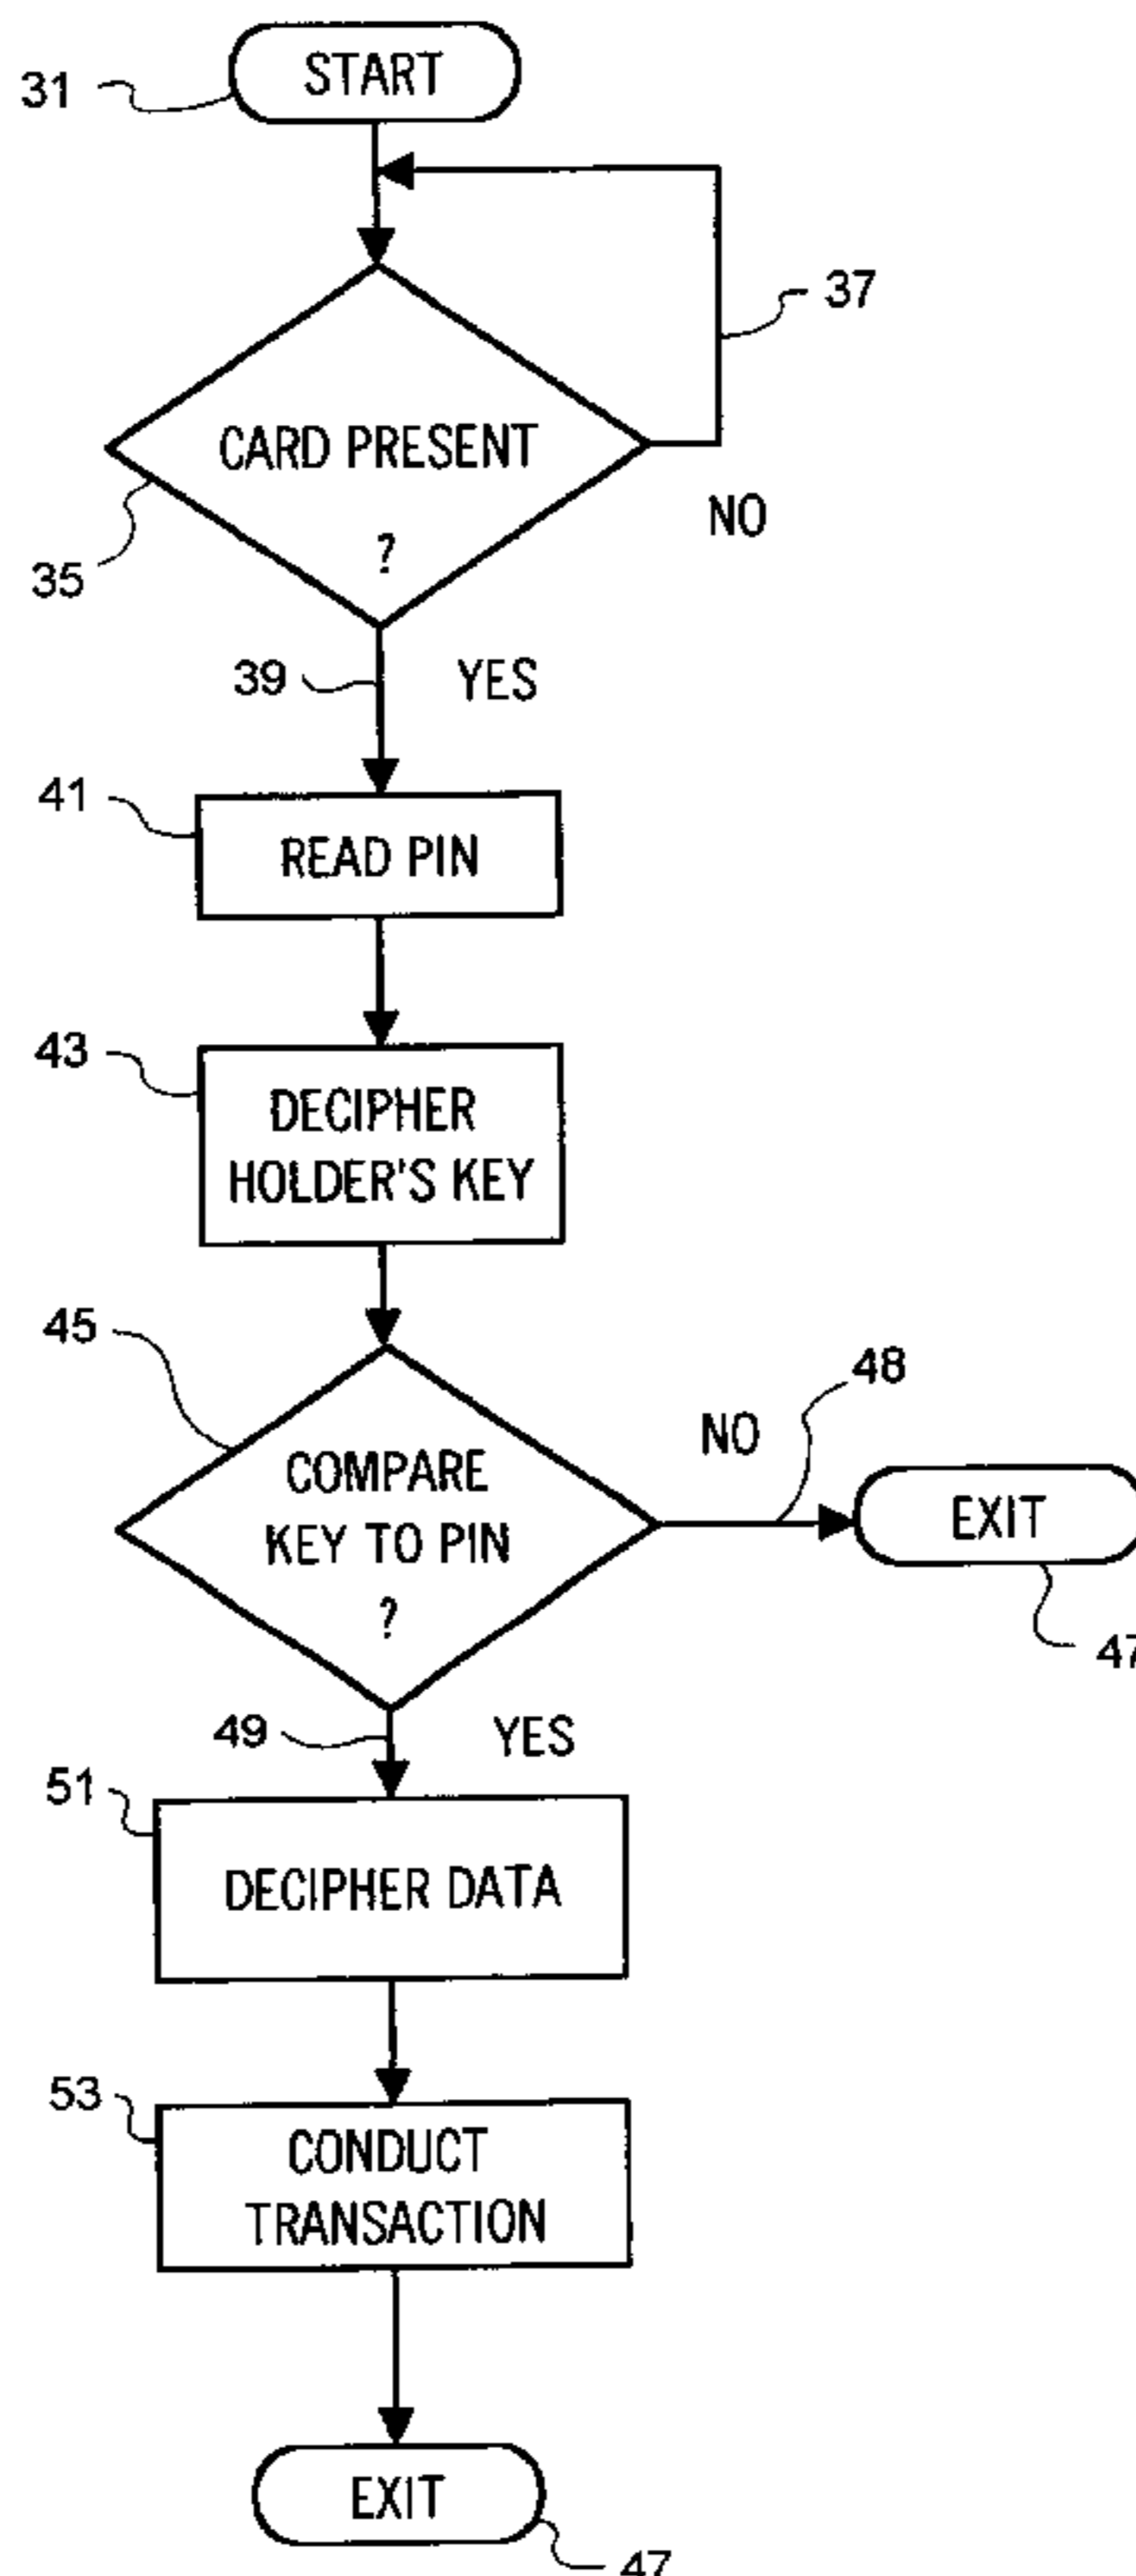 START
31
37
CARD PRESENT
?
NO
35
39
YES
41
READ PIN
43
DECIPHER
HOLDER'S KEY
45
48
NO
COMPARE
KEY TO PIN
?
EXIT
47
49
YES
51
DECIPHER DATA
53
CONDUCT
TRANSACTION
EXIT
47